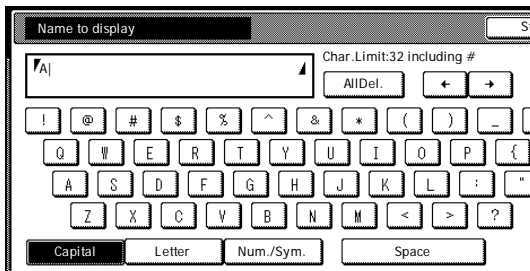 Name to display
S
A
Char.Limit:32 including #
AllDel. ← →
! @ # $ % ^ & * ( ) _
Q W E R T Y U I O P {
A S D F G H J K L : "
Z X C V B N M < > ?
Capital Letter Num./Sym. Space